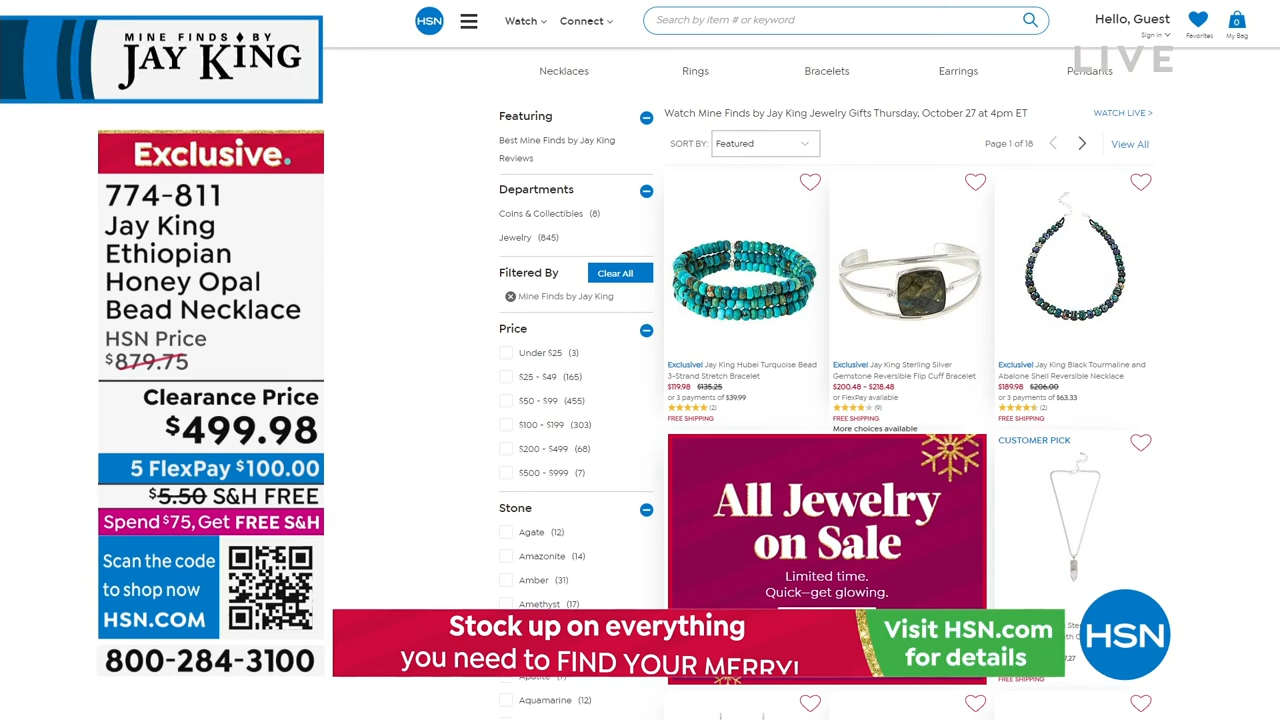 MINE FINDS BY
JAY KING
Exclusive.
774-811
Jay King
Ethiopian
Honey Opal
Bead Necklace
HSN Price
$879.75
Clearance Price
$499.98
5 FlexPay $100.00
$5.50 S&H FREE
Spend $75, Get FREE S&H
Scan the code
to shop now
HSN.COM
800-284-3100
HSN
Watch
Connect
Search by item # or keyword
Hello, Guest
Sign in
Favorites
0
My Bag
LIVE
Necklaces
Rings
Bracelets
Earrings
Pendants
Featuring
Best Mine Finds by Jay King
Reviews
Departments
Coins & Collectibles (8)
Jewelry (845)
Filtered By
Clear All
Mine Finds by Jay King
Price
Under $25 (3)
$25 - $49 (165)
$50 - $99 (455)
$100 - $199 (303)
$200 - $499 (68)
$500 - $999 (7)
Stone
Agate (12)
Amazonite (14)
Amber (31)
Amethyst (17)
Aquamarine (12)
Watch Mine Finds by Jay King Jewelry Gifts Thursday, October 27 at 4pm ET
WATCH LIVE >
SORT BY:
Featured
Page 1 of 18
View All
Exclusive! Jay King Hubei Turquoise Bead
3-Strand Stretch Bracelet
$119.98 $135.25
or 3 payments of $39.99
(2)
FREE SHIPPING
Exclusive! Jay King Sterling Silver
Gemstone Reversible Flip Cuff Bracelet
$200.48 - $218.48
or FlexPay available
(9)
FREE SHIPPING
More choices available
Exclusive! Jay King Black Tourmaline and
Abalone Shell Reversible Necklace
$189.98 $206.00
or 3 payments of $63.33
(2)
FREE SHIPPING
All Jewelry
on Sale
Limited time.
Quick—get glowing.
CUSTOMER PICK
FREE SHIPPING
Stock up on everything
you need to FIND YOUR MERRY!
Visit HSN.com
for details
HSN